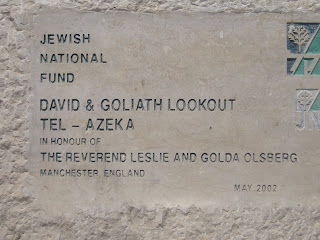 JEWISH
NATIONAL
FUND
DAVID & GOLIATH LOOKOUT
TEL – AZEKA
IN HONOUR OF
THE REVEREND LESLIE AND GOLDA OLSBERG
MANCHESTER, ENGLAND
MAY 2002